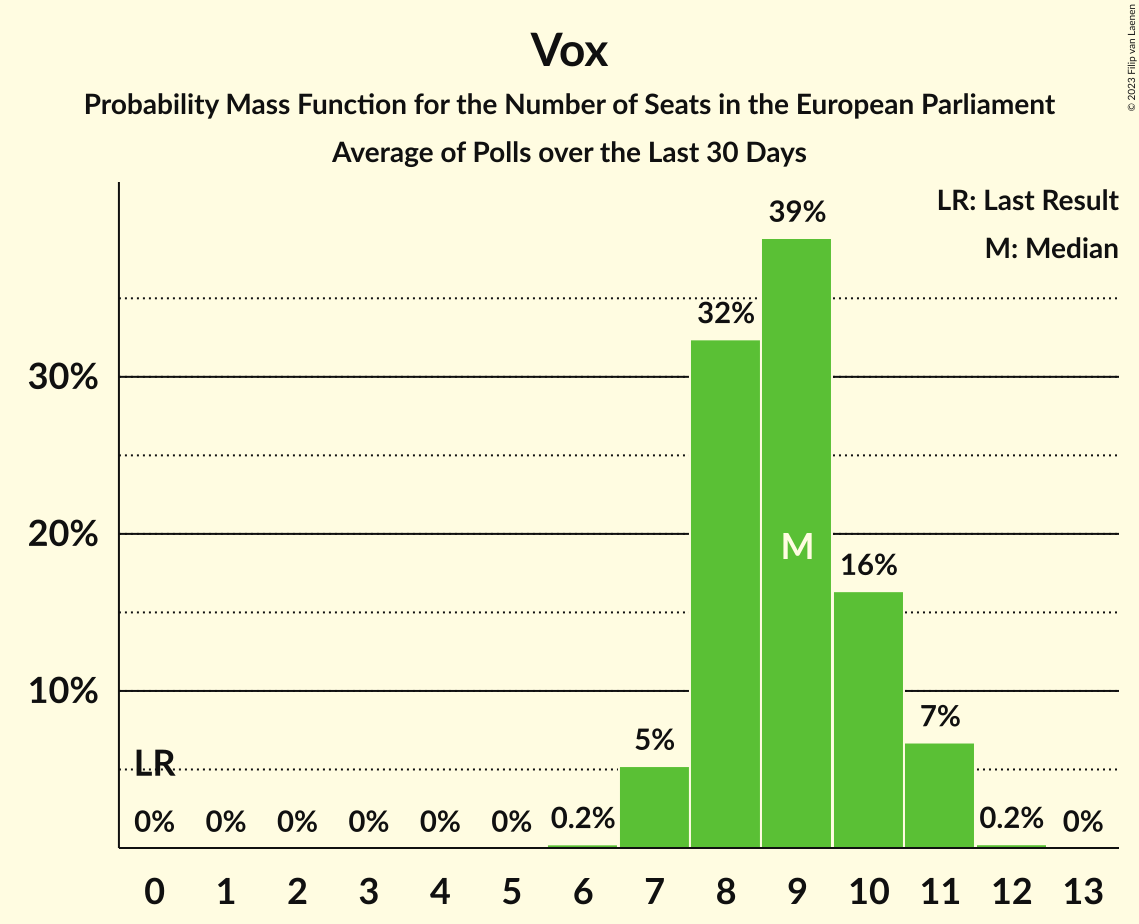 Vox
Probability Mass Function for the Number of Seats in the European Parliament
Average of Polls over the Last 30 Days
© 2023 Filip van Laenen
LR: Last Result
M: Median
39%
32%
30%
20%
M
16%
10%
7%
5%
LR
0% 0% 0% 0% 0% 0% 0.2% 0.2% 0%
0 1 2 3 4 5 6 7 8 9 10 11 12 13